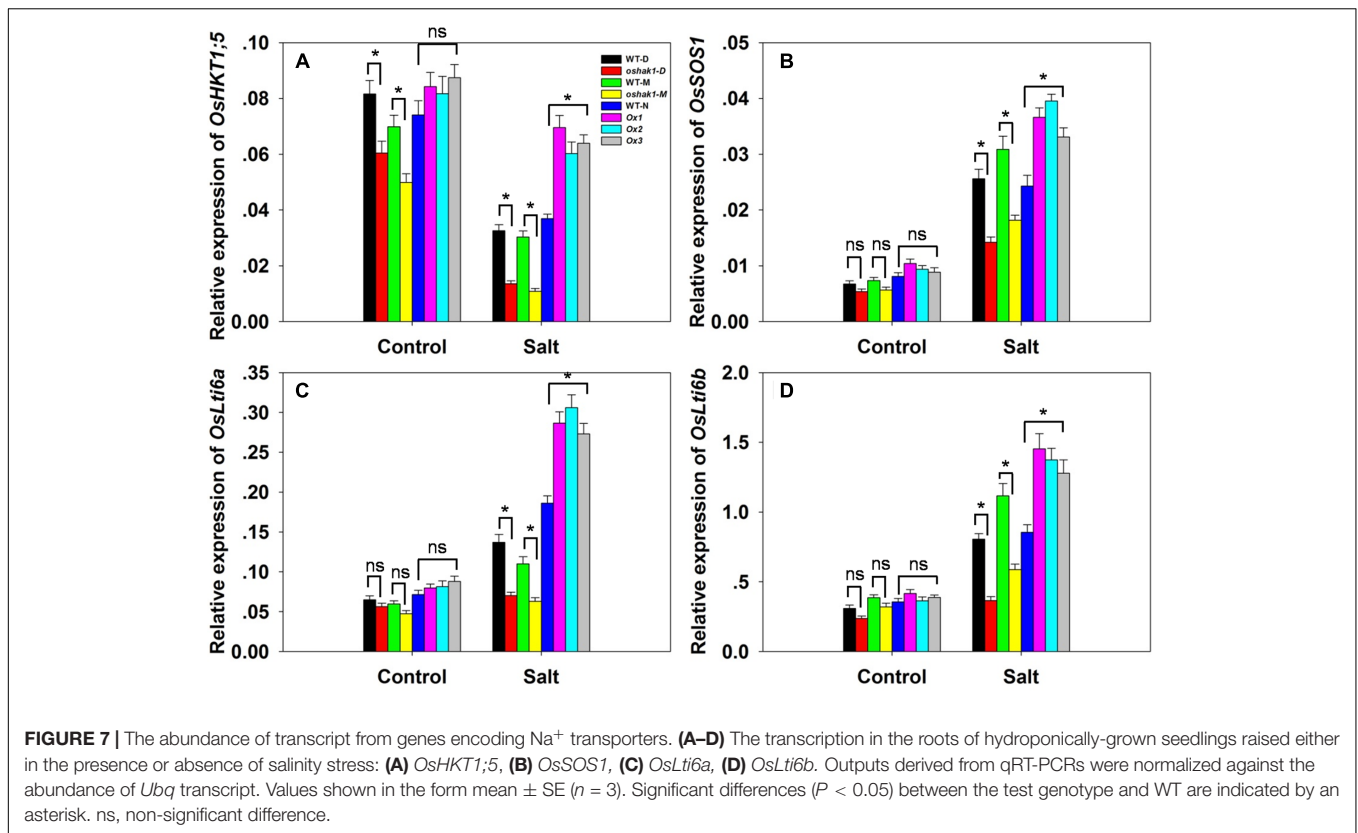 A
Relative expression of OsHKT1;5
.10
.08
.06
.04
.02
0.00
*
*
ns
*
*
*
WT-D
oshak1-D
WT-M
oshak1-M
WT-N
Ox1
Ox2
Ox3
Control
Salt
B
Relative expression of OsSOS1
.05
.04
.03
.02
.01
0.00
ns
ns
ns
*
*
*
Control
Salt
C
Relative expression of OsLti6a
.35
.30
.25
.20
.15
.10
.05
0.00
ns
ns
ns
*
*
*
Control
Salt
D
Relative expression of OsLti6b
2.0
1.5
1.0
.5
0.0
ns
ns
ns
*
*
*
Control
Salt
FIGURE 7 | The abundance of transcript from genes encoding Na+ transporters. (A–D) The transcription in the roots of hydroponically-grown seedlings raised either
in the presence or absence of salinity stress: (A) OsHKT1;5, (B) OsSOS1, (C) OsLti6a, (D) OsLti6b. Outputs derived from qRT-PCRs were normalized against the
abundance of Ubq transcript. Values shown in the form mean ± SE (n = 3). Significant differences (P < 0.05) between the test genotype and WT are indicated by an
asterisk. ns, non-significant difference.